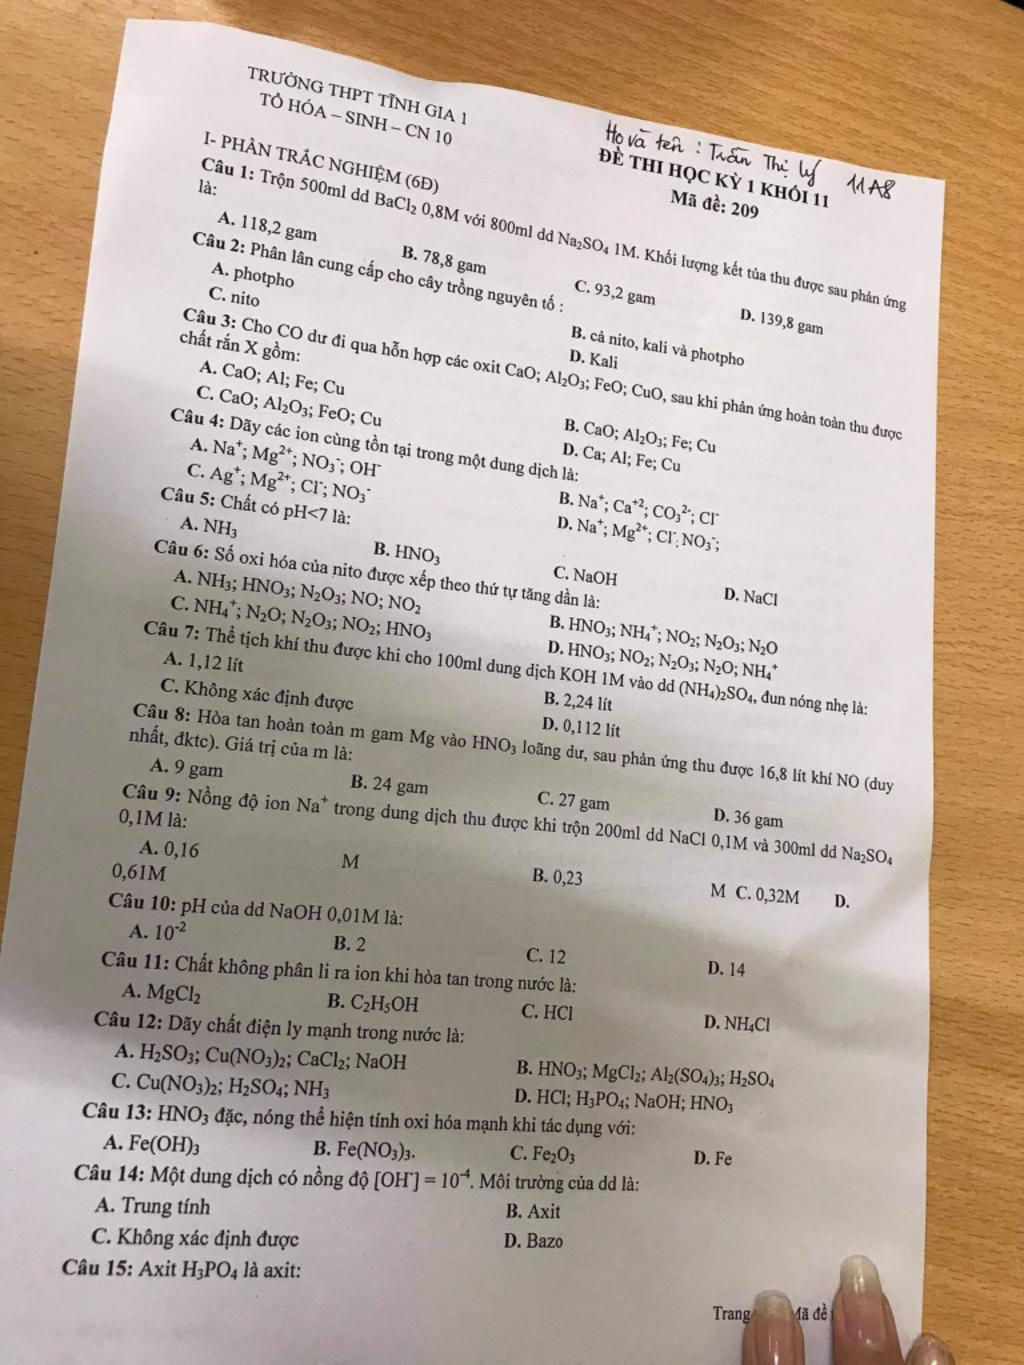 TRƯỜNG THPT TĨNH GIA 1
TỔ HÓA – SINH – CN 10
Họ và tên : Trần Thị Lý 11A8
ĐỀ THI HỌC KỲ 1 KHỐI 11
Mã đề: 209
I- PHẦN TRẮC NGHIỆM (6Đ)
Câu 1: Trộn 500ml dd BaCl₂ 0,8M với 800ml dd Na₂SO₄ 1M. Khối lượng kết tủa thu được sau phản ứng
là:
A. 118,2 gam B. 78,8 gam C. 93,2 gam D. 139,8 gam
Câu 2: Phân lân cung cấp cho cây trồng nguyên tố :
A. photpho B. cả nito, kali và photpho
C. nito D. Kali
Câu 3: Cho CO dư đi qua hỗn hợp các oxit CaO; Al₂O₃; FeO; CuO, sau khi phản ứng hoàn toàn thu được
chất rắn X gồm:
A. CaO; Al; Fe; Cu B. CaO; Al₂O₃; Fe; Cu
C. CaO; Al₂O₃; FeO; Cu D. Ca; Al; Fe; Cu
Câu 4: Dãy các ion cùng tồn tại trong một dung dịch là:
A. Na⁺; Mg²⁺; NO₃⁻; OH⁻ B. Na⁺; Ca⁺²; CO₃²⁻; Cl⁻
C. Ag⁺; Mg²⁺; Cl⁻; NO₃⁻ D. Na⁺; Mg²⁺; Cl⁻; NO₃⁻;
Câu 5: Chất có pH<7 là:
A. NH₃ B. HNO₃ C. NaOH D. NaCl
Câu 6: Số oxi hóa của nito được xếp theo thứ tự tăng dần là:
A. NH₃; HNO₃; N₂O₃; NO; NO₂ B. HNO₃; NH₄⁺; NO₂; N₂O₃; N₂O
C. NH₄⁺; N₂O; N₂O₃; NO₂; HNO₃ D. HNO₃; NO₂; N₂O₃; N₂O; NH₄⁺
Câu 7: Thể tịch khí thu được khi cho 100ml dung dịch KOH 1M vào dd (NH₄)₂SO₄, đun nóng nhẹ là:
A. 1,12 lít B. 2,24 lít
C. Không xác định được D. 0,112 lít
Câu 8: Hòa tan hoàn toàn m gam Mg vào HNO₃ loãng dư, sau phản ứng thu được 16,8 lít khí NO (duy
nhất, đktc). Giá trị của m là:
A. 9 gam B. 24 gam C. 27 gam D. 36 gam
Câu 9: Nồng độ ion Na⁺ trong dung dịch thu được khi trộn 200ml dd NaCl 0,1M và 300ml dd Na₂SO₄
0,1M là:
A. 0,16 M B. 0,23 M C. 0,32M D.
0,61M
Câu 10: pH của dd NaOH 0,01M là:
A. 10⁻² B. 2 C. 12 D. 14
Câu 11: Chất không phân li ra ion khi hòa tan trong nước là:
A. MgCl₂ B. C₂H₅OH C. HCl D. NH₄Cl
Câu 12: Dãy chất điện ly mạnh trong nước là:
A. H₂SO₃; Cu(NO₃)₂; CaCl₂; NaOH B. HNO₃; MgCl₂; Al₂(SO₄)₃; H₂SO₄
C. Cu(NO₃)₂; H₂SO₄; NH₃ D. HCl; H₃PO₄; NaOH; HNO₃
Câu 13: HNO₃ đặc, nóng thể hiện tính oxi hóa mạnh khi tác dụng với:
A. Fe(OH)₃ B. Fe(NO₃)₃. C. Fe₂O₃ D. Fe
Câu 14: Một dung dịch có nồng độ [OH⁻] = 10⁻⁴. Môi trường của dd là:
A. Trung tính B. Axit
C. Không xác định được D. Bazo
Câu 15: Axit H₃PO₄ là axit:
Trang Mã đề